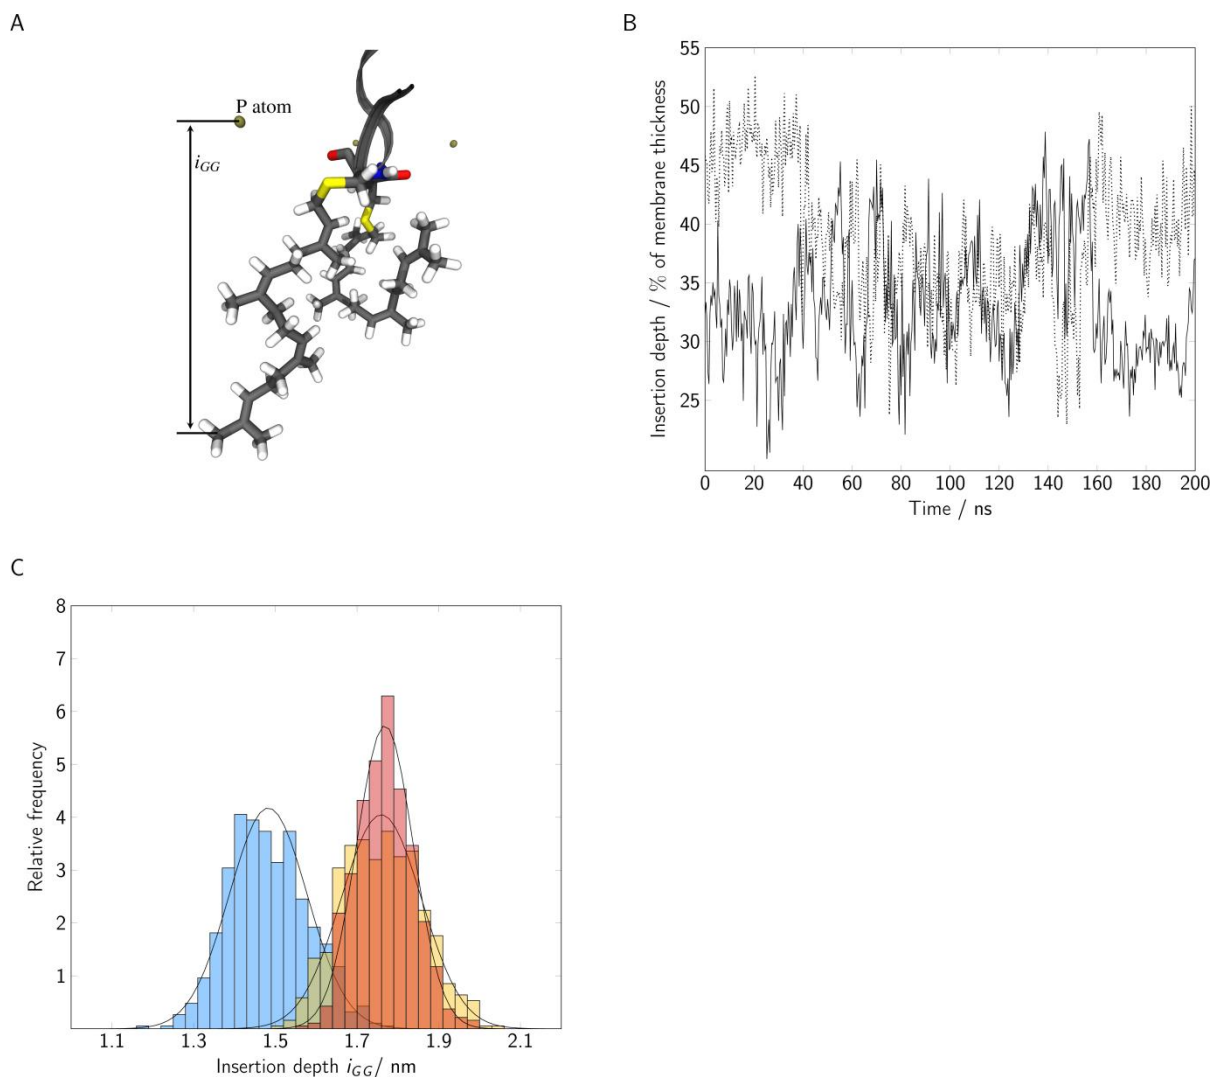 A
P atom
i_GG
B
55
50
45
40
35
30
25
Insertion depth / % of membrane thickness
0 20 40 60 80 100 120 140 160 180 200
Time / ns
C
8
7
6
5
4
3
2
1
Relative frequency
1.1 1.3 1.5 1.7 1.9 2.1
Insertion depth i_GG/ nm